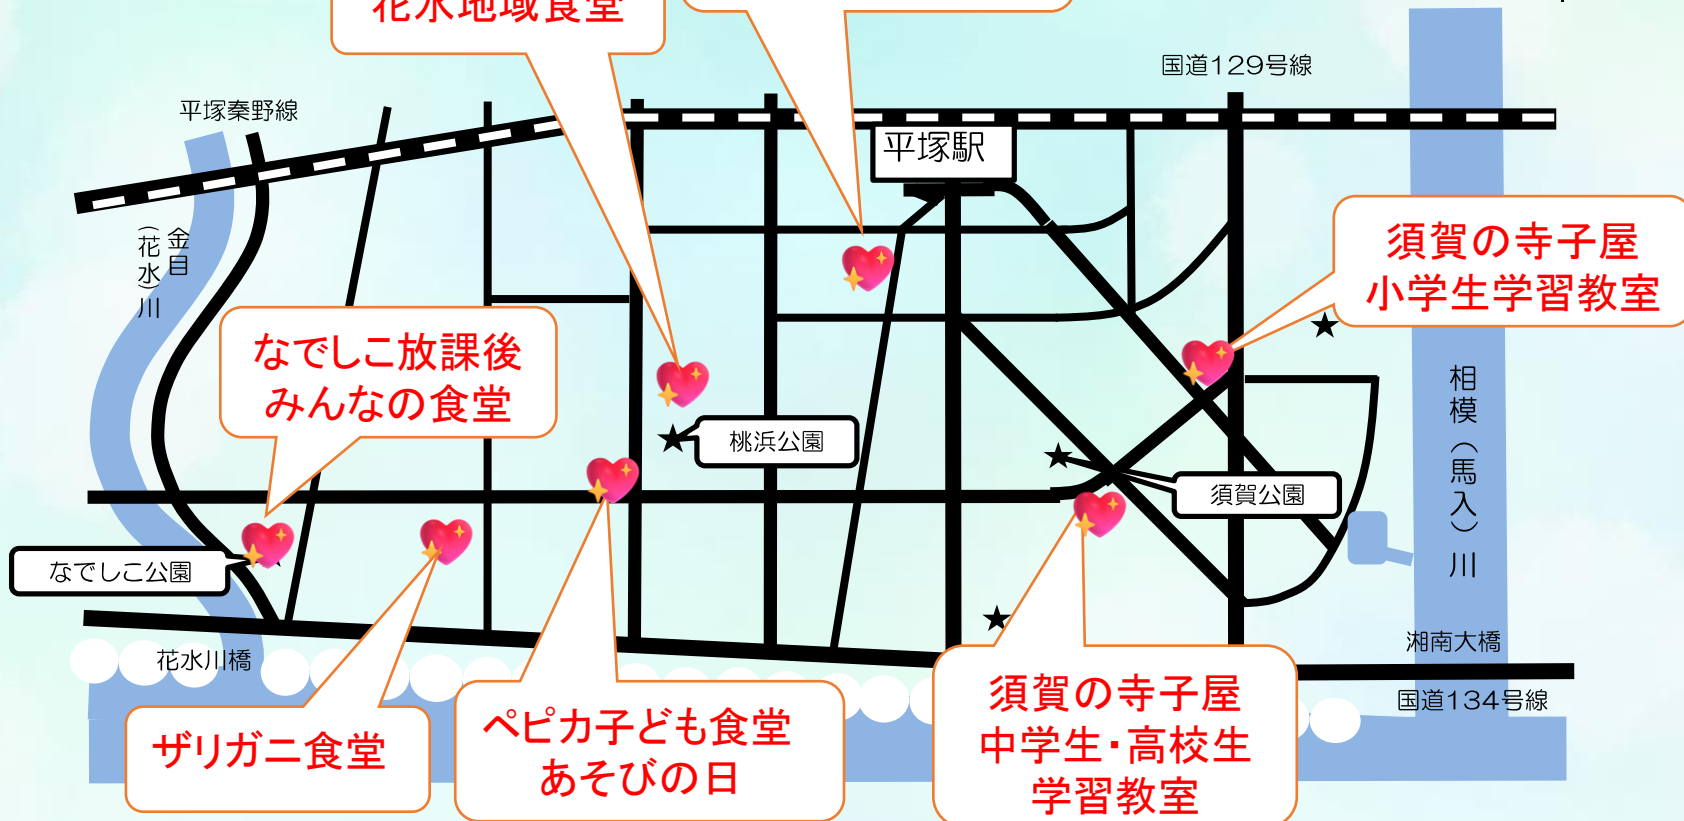 花水地域食堂
国道129号線
平塚秦野線
平塚駅
金目
(花水)川
須賀の寺子屋
小学生学習教室
なでしこ放課後
みんなの食堂
相模(馬入)川
桃浜公園
須賀公園
なでしこ公園
花水川橋
湘南大橋
国道134号線
ザリガニ食堂
ペピカ子ども食堂
あそびの日
須賀の寺子屋
中学生・高校生
学習教室